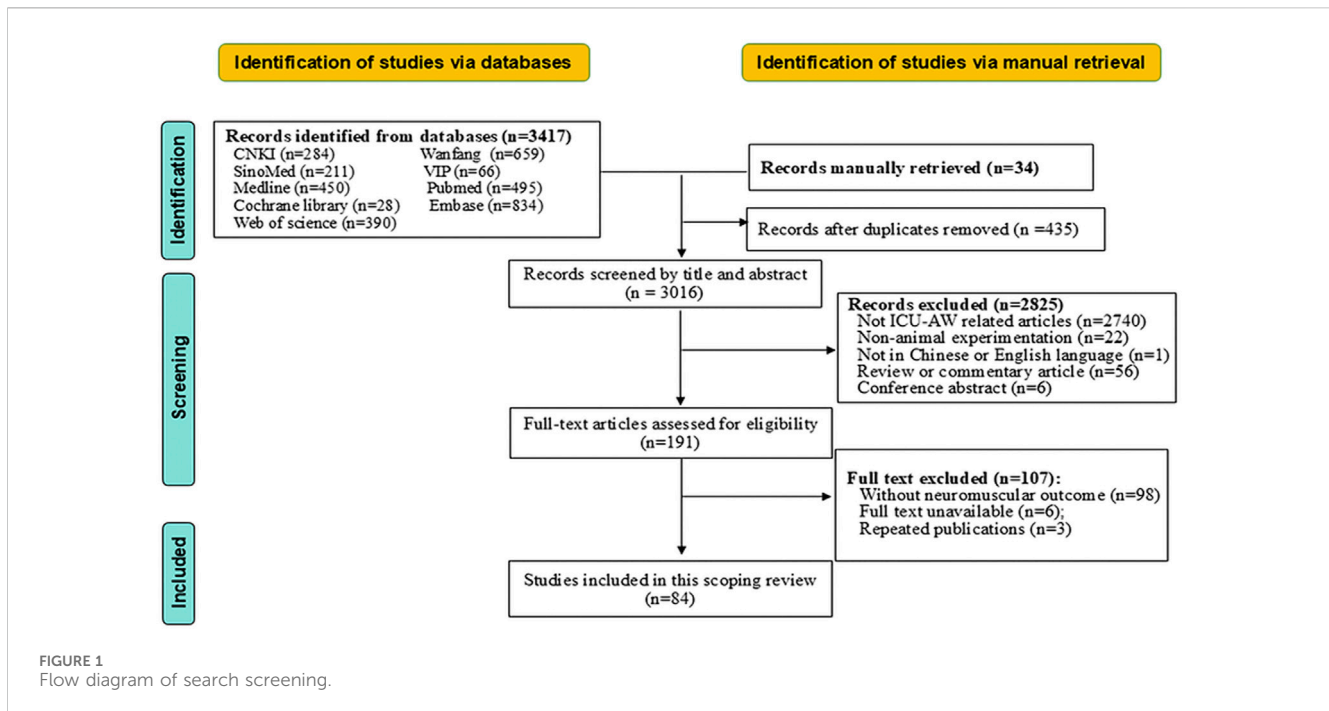 Identification of studies via databases
Identification of studies via manual retrieval
Identification
Records identified from databases (n=3417)
CNKI (n=284) Wanfang (n=659)
SinoMed (n=211) VIP (n=66)
Medline (n=450) Pubmed (n=495)
Cochrane library (n=28) Embase (n=834)
Web of science (n=390)
Records manually retrieved (n=34)
Records after duplicates removed (n =435)
Screening
Records screened by title and abstract
(n = 3016)
Records excluded (n=2825)
Not ICU-AW related articles (n=2740)
Non-animal experimentation (n=22)
Not in Chinese or English language (n=1)
Review or commentary article (n=56)
Conference abstract (n=6)
Full-text articles assessed for eligibility
(n=191)
Full text excluded (n=107):
Without neuromuscular outcome (n=98)
Full text unavailable (n=6);
Repeated publications (n=3)
Included
Studies included in this scoping review
(n=84)
FIGURE 1
Flow diagram of search screening.